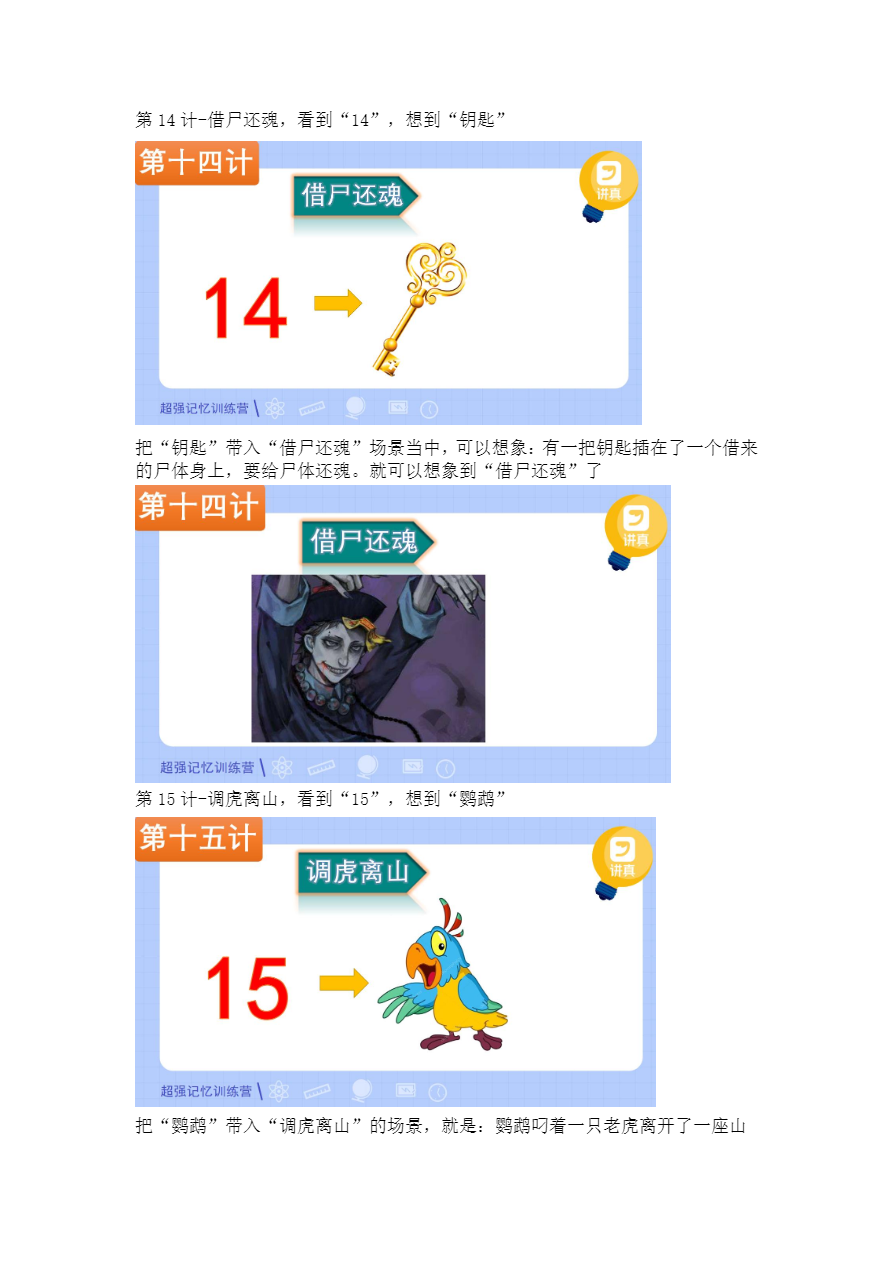 第14计-借尸还魂，看到“14”，想到“钥匙”
第十四计
借尸还魂
讲真
14
超强记忆训练营
把“钥匙”带入“借尸还魂”场景当中，可以想象：有一把钥匙插在了一个借来
的尸体身上，要给尸体还魂。就可以想象到“借尸还魂”了
第十四计
借尸还魂
讲真
超强记忆训练营
第15计-调虎离山，看到“15”，想到“鹦鹉”
第十五计
调虎离山
讲真
15
超强记忆训练营
把“鹦鹉”带入“调虎离山”的场景，就是：鹦鹉叼着一只老虎离开了一座山